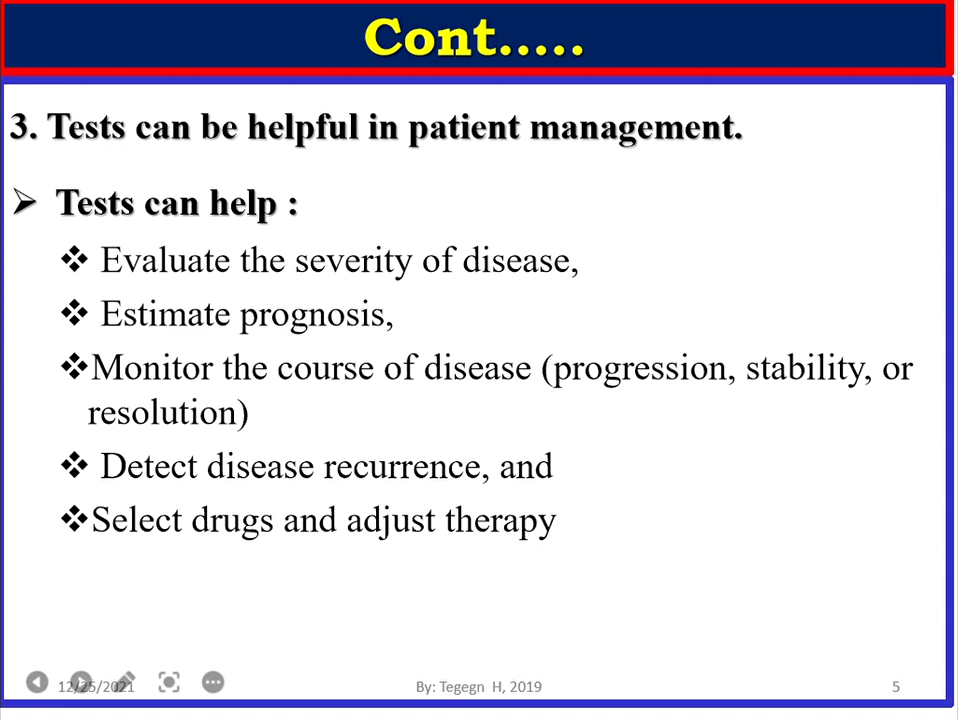 Cont.....
3. Tests can be helpful in patient management.
➢ Tests can help :
❖ Evaluate the severity of disease,
❖ Estimate prognosis,
❖Monitor the course of disease (progression, stability, or
resolution)
❖ Detect disease recurrence, and
❖Select drugs and adjust therapy
12/25/2021
By: Tegegn H, 2019
5